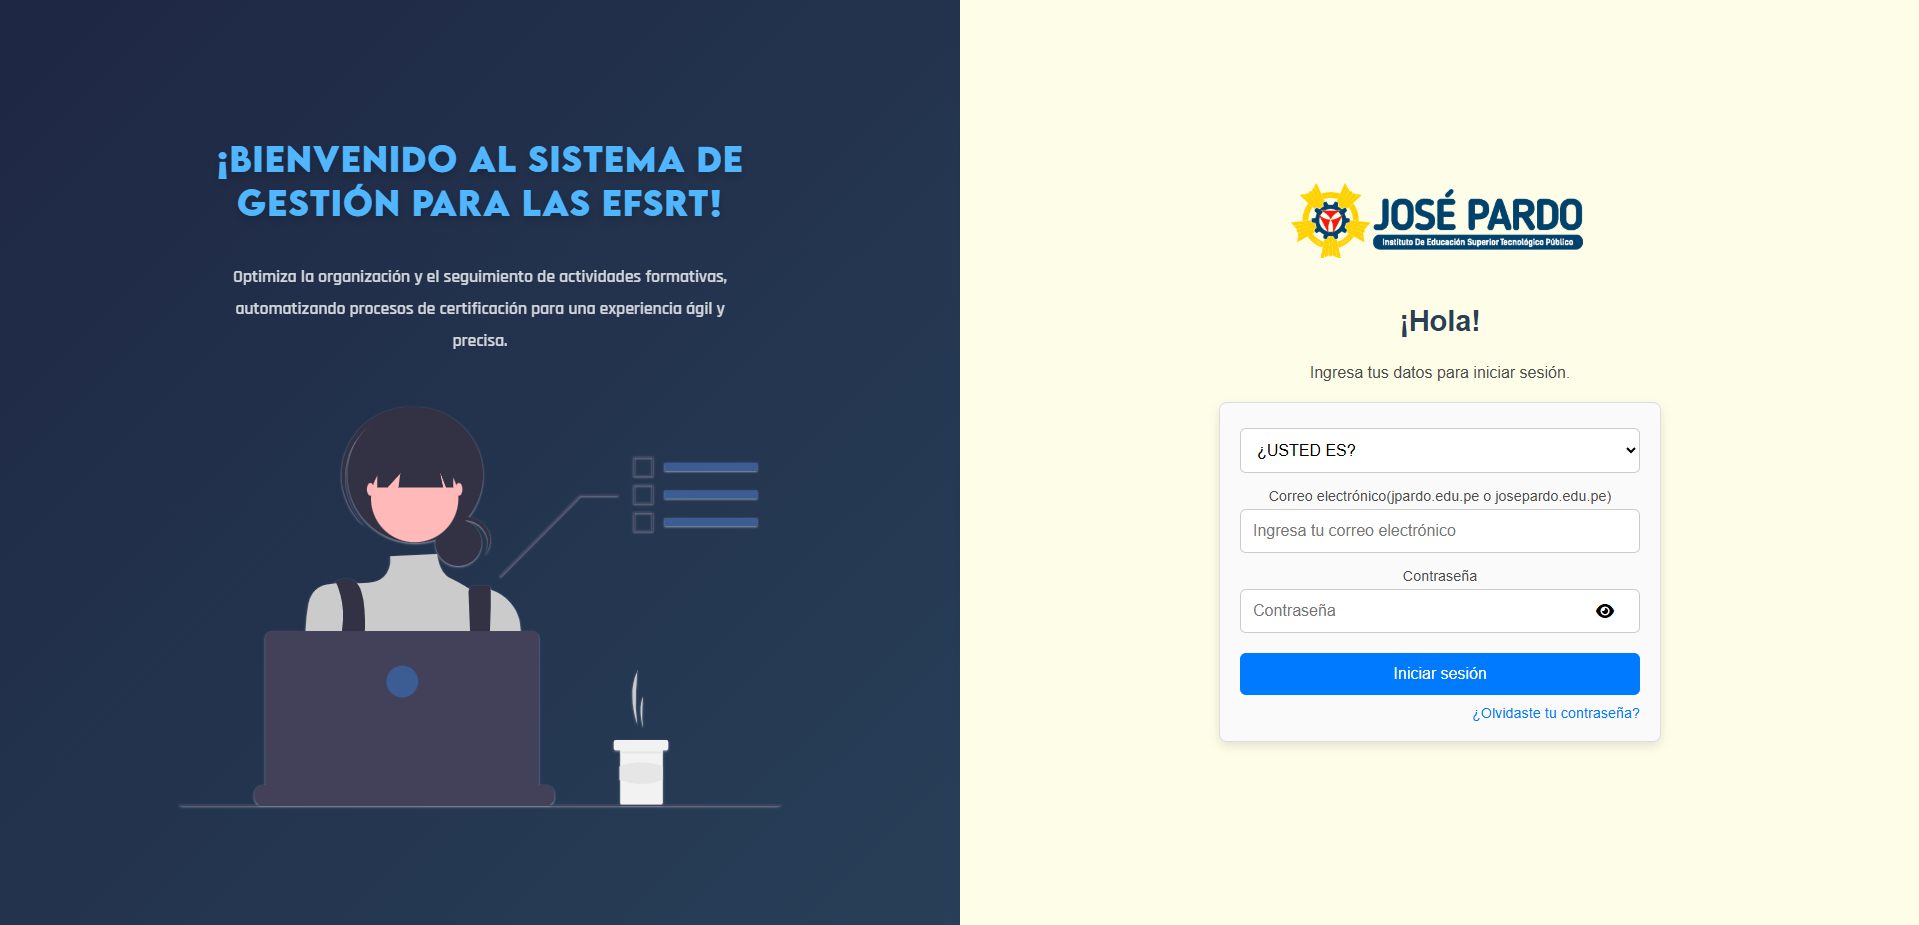 ¡BIENVENIDO AL SISTEMA DE
GESTIÓN PARA LAS EFSRT!
Optimiza la organización y el seguimiento de actividades formativas,
automatizando procesos de certificación para una experiencia ágil y
precisa.
JOSÉ PARDO
Instituto De Educación Superior Tecnológico Público
¡Hola!
Ingresa tus datos para iniciar sesión.
¿USTED ES?
Correo electrónico(jpardo.edu.pe o josepardo.edu.pe)
Ingresa tu correo electrónico
Contraseña
Contraseña
Iniciar sesión
¿Olvidaste tu contraseña?